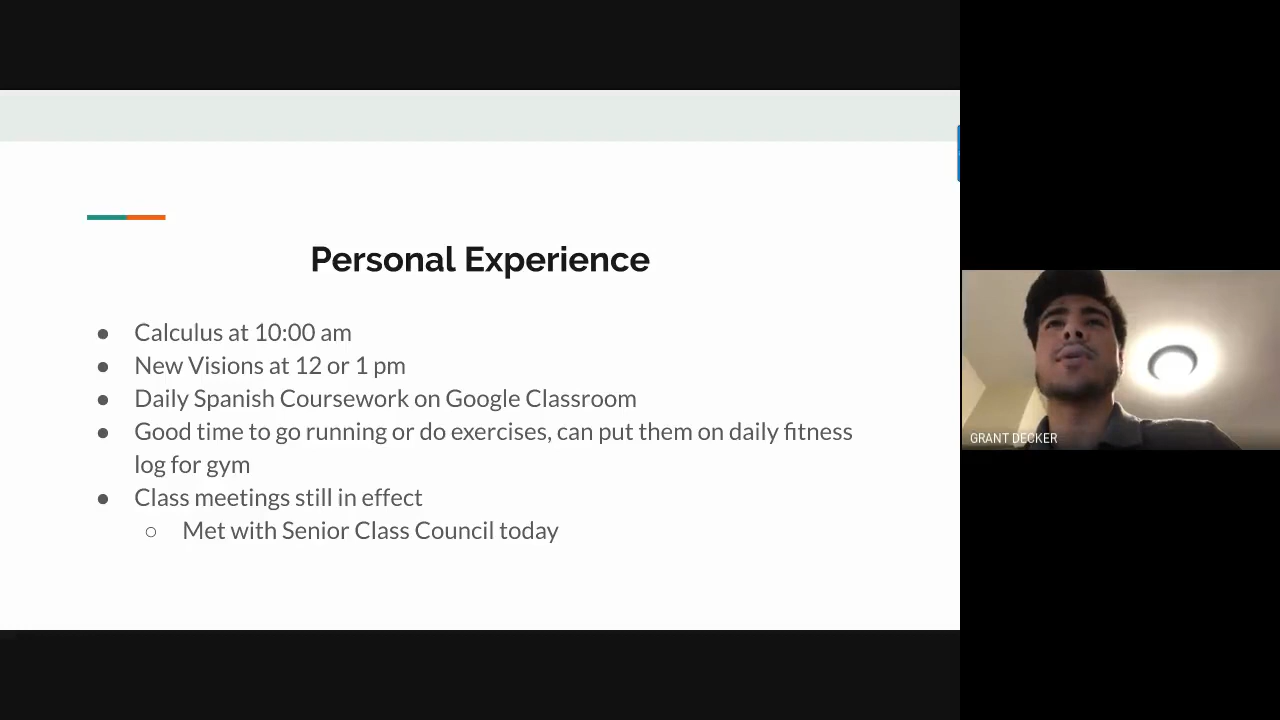 Personal Experience
● Calculus at 10:00 am
● New Visions at 12 or 1 pm
● Daily Spanish Coursework on Google Classroom
● Good time to go running or do exercises, can put them on daily fitness
log for gym
● Class meetings still in effect
○ Met with Senior Class Council today
GRANT DECKER